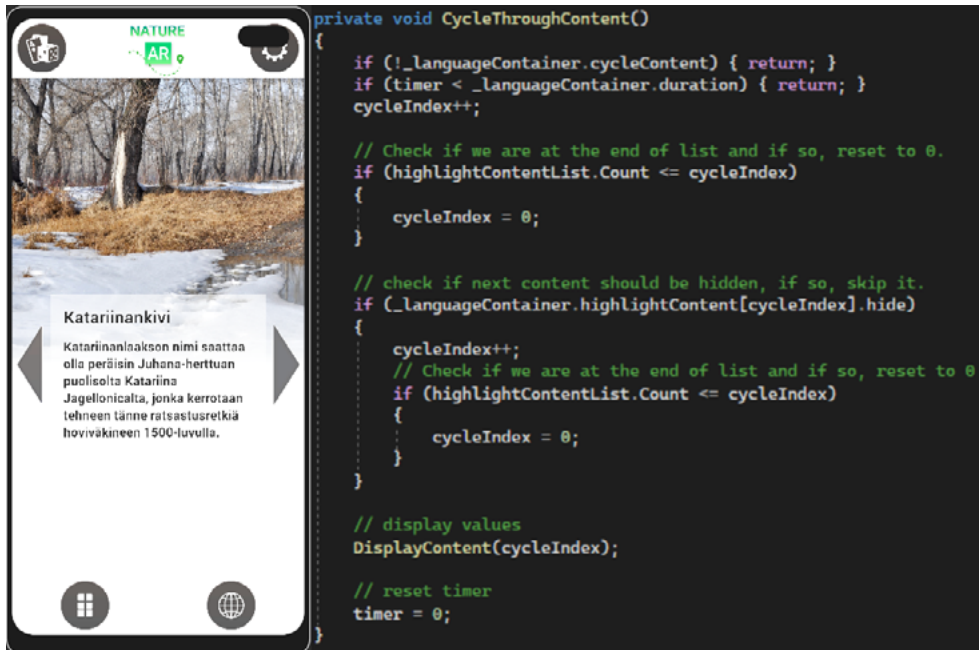 NATURE
AR
Katariinankivi
Katariinanlaakson nimi saattaa
olla peräisin Juhana-herttuan
puolisolta Katariina
Jagellonicalta, jonka kerrotaan
tehneen tänne ratsastusretkiä
hoviväkineen 1500-luvulla.
private void CycleThroughContent()
{
    if (!_languageContainer.cycleContent) { return; }
    if (timer < _languageContainer.duration) { return; }
    cycleIndex++;

    // Check if we are at the end of list and if so, reset to 0.
    if (highlightContentList.Count <= cycleIndex)
    {
        cycleIndex = 0;
    }

    // check if next content should be hidden, if so, skip it.
    if (_languageContainer.highlightContent[cycleIndex].hide)
    {
        cycleIndex++;
        // Check if we are at the end of list and if so, reset to 0
        if (highlightContentList.Count <= cycleIndex)
        {
            cycleIndex = 0;
        }
    }

    // display values
    DisplayContent(cycleIndex);

    // reset timer
    timer = 0;
}